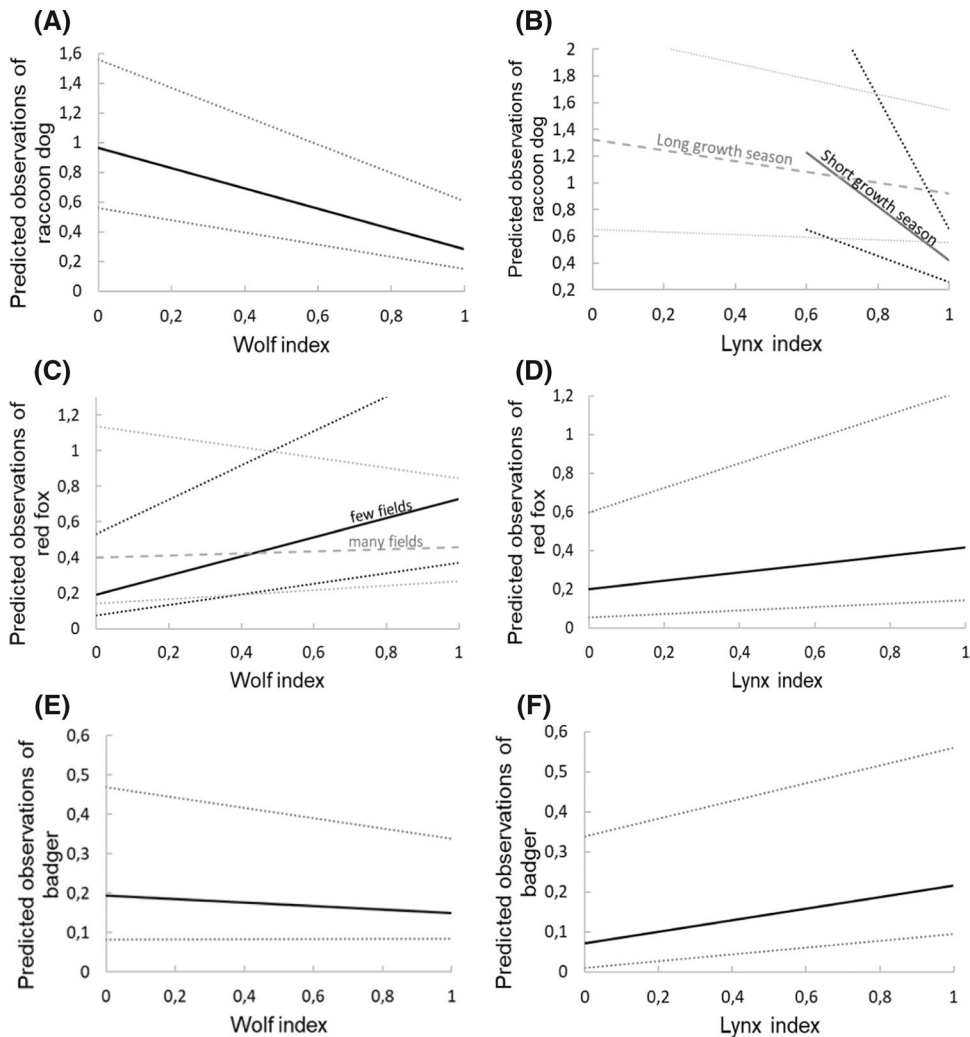 (A)
Predicted observations of
raccoon dog
1,6
1,4
1,2
1
0,8
0,6
0,4
0,2
0
0 0,2 0,4 0,6 0,8 1
Wolf index
(B)
Predicted observations of
raccoon dog
2
1,8
1,6
1,4
1,2
1
0,8
0,6
0,4
0,2
Long growth season
Short growth season
0 0,2 0,4 0,6 0,8 1
Lynx index
(C)
Predicted observations of
red fox
1,2
1
0,8
0,6
0,4
0,2
0
few fields
many fields
0 0,2 0,4 0,6 0,8 1
Wolf index
(D)
Predicted observations of
red fox
1,2
1
0,8
0,6
0,4
0,2
0
0 0,2 0,4 0,6 0,8 1
Lynx index
(E)
Predicted observations of
badger
0,6
0,5
0,4
0,3
0,2
0,1
0
0 0,2 0,4 0,6 0,8 1
Wolf index
(F)
Predicted observations of
badger
0,6
0,5
0,4
0,3
0,2
0,1
0
0 0,2 0,4 0,6 0,8 1
Lynx index